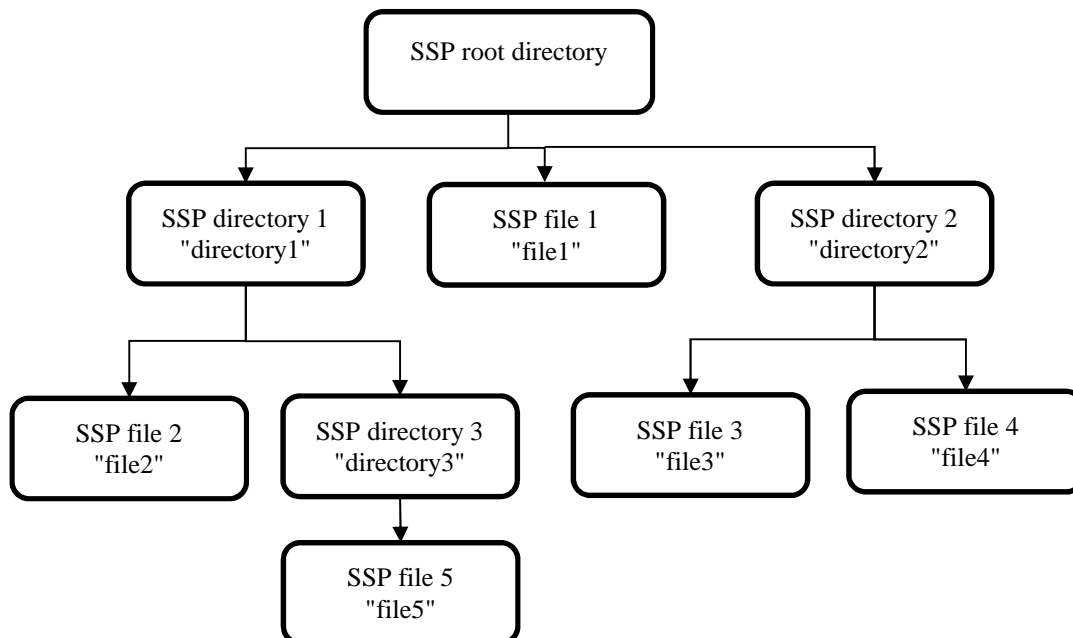 SSP root directory
SSP directory 1
"directory1"
SSP file 1
"file1"
SSP directory 2
"directory2"
SSP file 2
"file2"
SSP directory 3
"directory3"
SSP file 3
"file3"
SSP file 4
"file4"
SSP file 5
"file5"